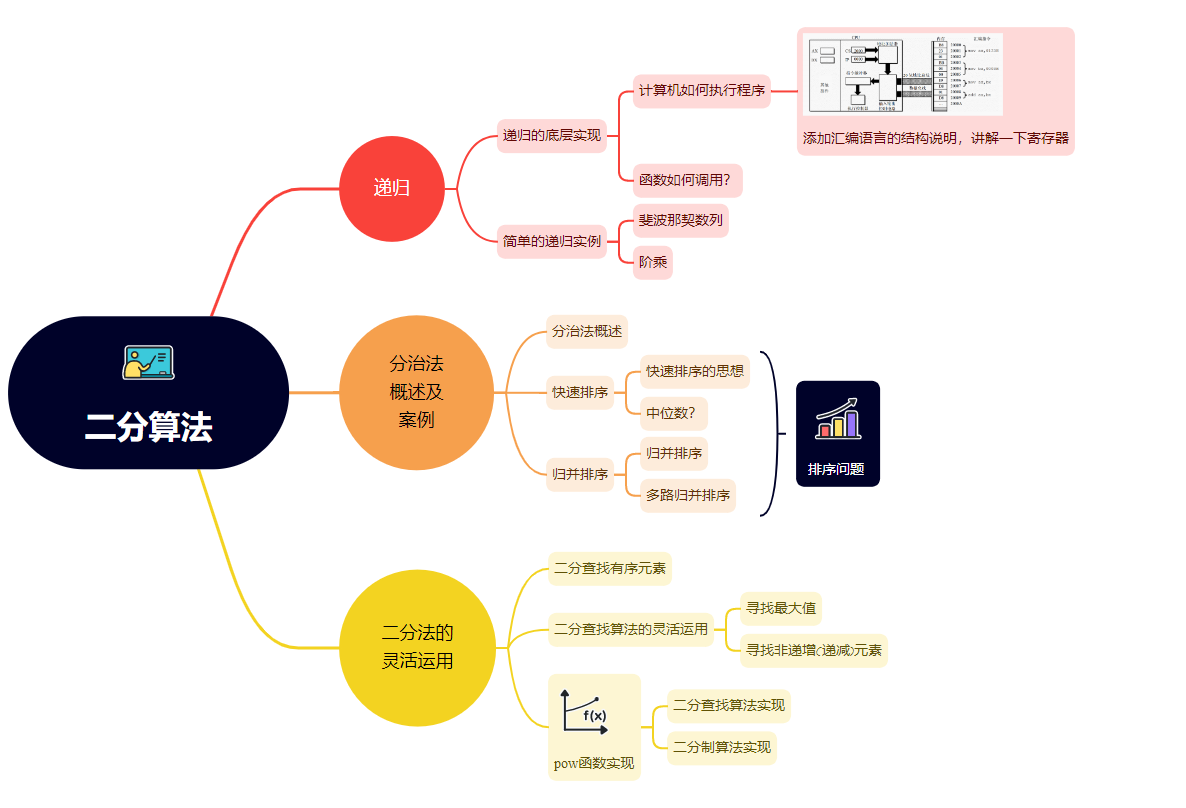 二分算法
递归
递归的底层实现
计算机如何执行程序
添加汇编语言的结构说明，讲解一下寄存器
函数如何调用?
简单的递归实例
斐波那契数列
阶乘
分治法
概述及
案例
分治法概述
快速排序
快速排序的思想
中位数?
归并排序
归并排序
多路归并排序
排序问题
二分法的
灵活运用
二分查找有序元素
二分查找算法的灵活运用
寻找最大值
寻找非递增(递减)元素
f(x)
pow函数实现
二分查找算法实现
二分制算法实现